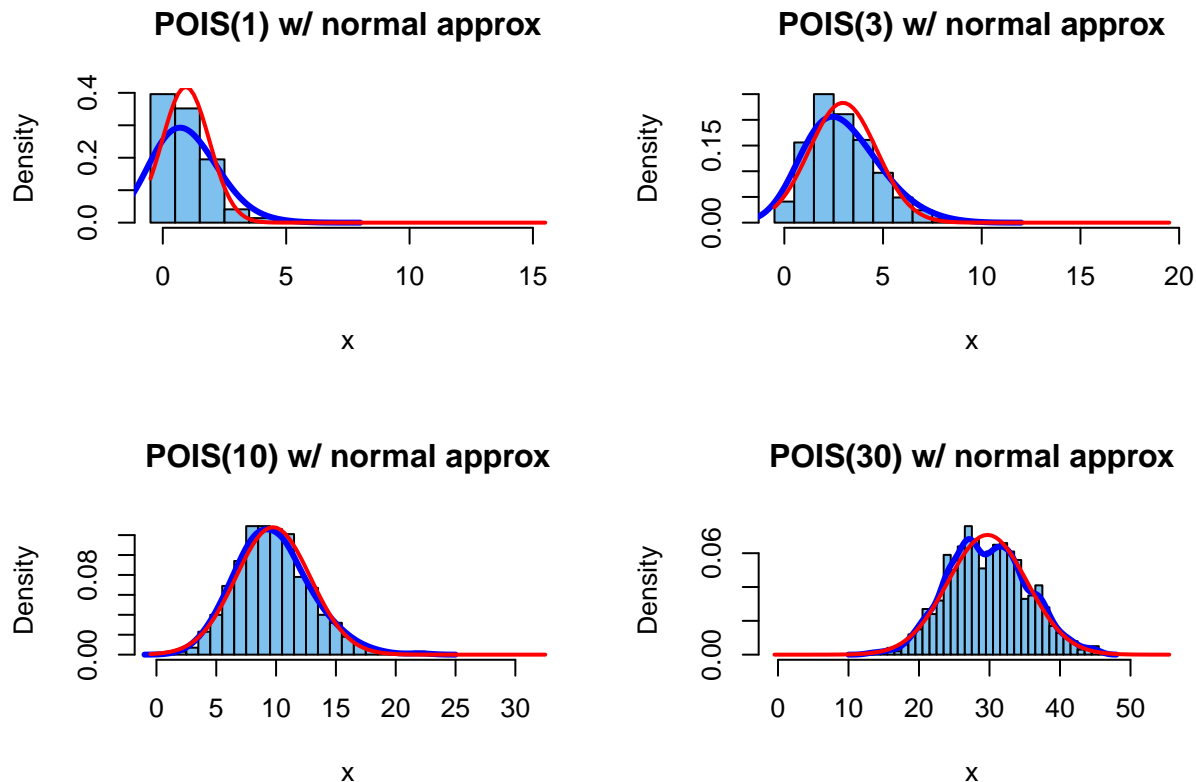 POIS(1) w/ normal approx
Density
0.0 0.2 0.4
0 5 10 15
x
POIS(3) w/ normal approx
Density
0.00 0.15
0 5 10 15 20
x
POIS(10) w/ normal approx
Density
0.00 0.08
0 5 10 15 20 25 30
x
POIS(30) w/ normal approx
Density
0.00 0.06
0 10 20 30 40 50
x